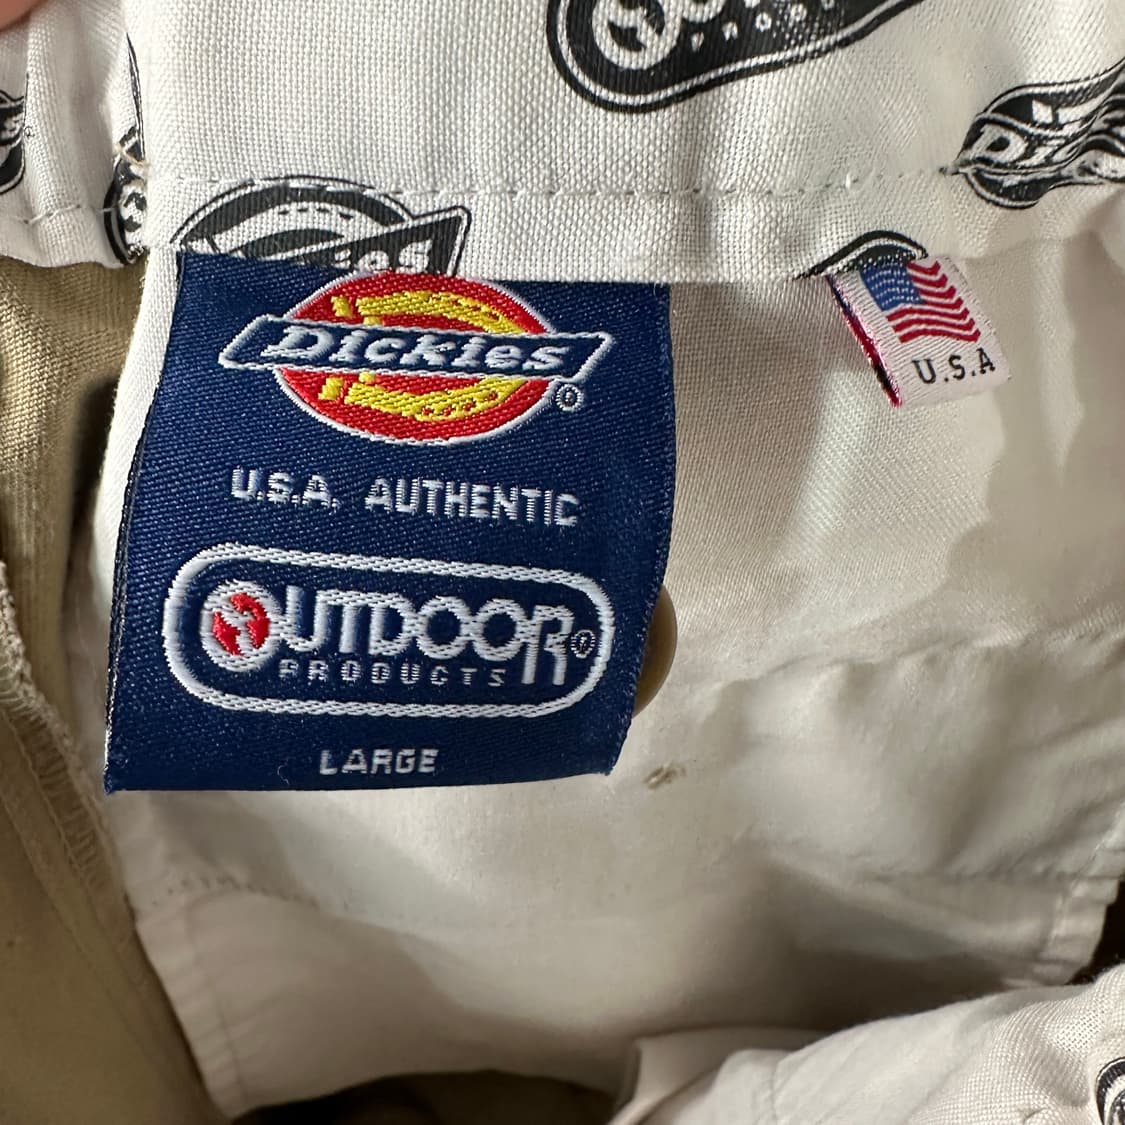 Dickies
U.S.A. AUTHENTIC
OUTDOOR
PRODUCTS
LARGE
U.S.A